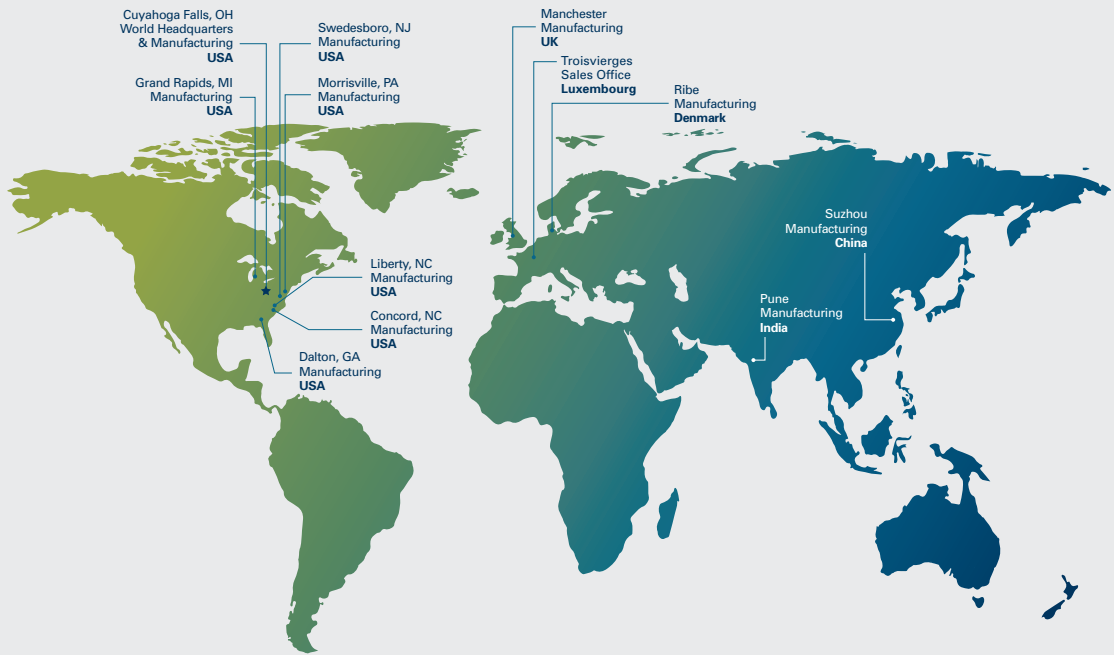 Cuyahoga Falls, OH
World Headquarters
& Manufacturing
USA
Swedesboro, NJ
Manufacturing
USA
Grand Rapids, MI
Manufacturing
USA
Morrisville, PA
Manufacturing
USA
Manchester
Manufacturing
UK
Troisvierges
Sales Office
Luxembourg
Ribe
Manufacturing
Denmark
Suzhou
Manufacturing
China
Liberty, NC
Manufacturing
USA
Concord, NC
Manufacturing
USA
Dalton, GA
Manufacturing
USA
Pune
Manufacturing
India